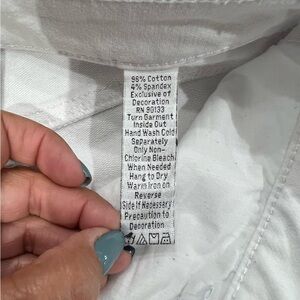 96% Cotton
4% Spandex
Exclusive of
Decoration
RN 90133
Turn Garment
Inside Out
Hand Wash Cold
Separately
Only Non-
Chlorine Bleach
When Needed
Hang to Dry
Warm Iron on
Reverse
Side if Necessary
Precaution to
Decoration